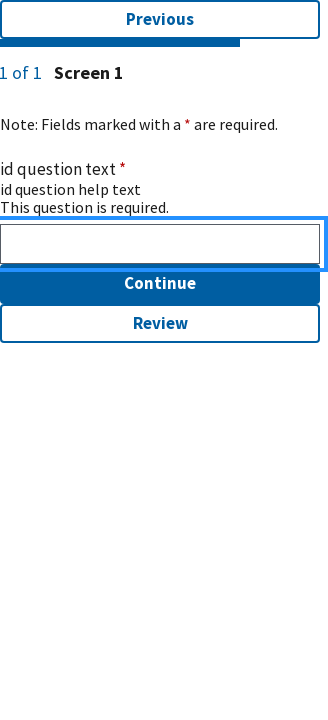 Previous
1 of 1 Screen 1
Note: Fields marked with a * are required.
id question text *
id question help text
This question is required.
Continue
Review